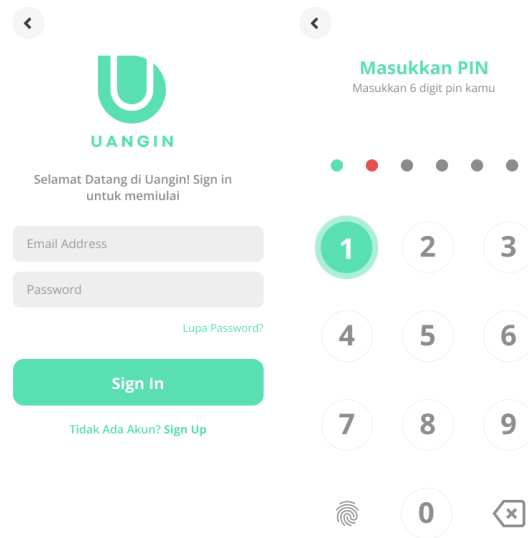 UANGIN
Selamat Datang di Uangin! Sign in
untuk memiulai
Email Address
Password
Lupa Password?
Sign In
Tidak Ada Akun? Sign Up
Masukkan PIN
Masukkan 6 digit pin kamu
1 2 3
4 5 6
7 8 9
0